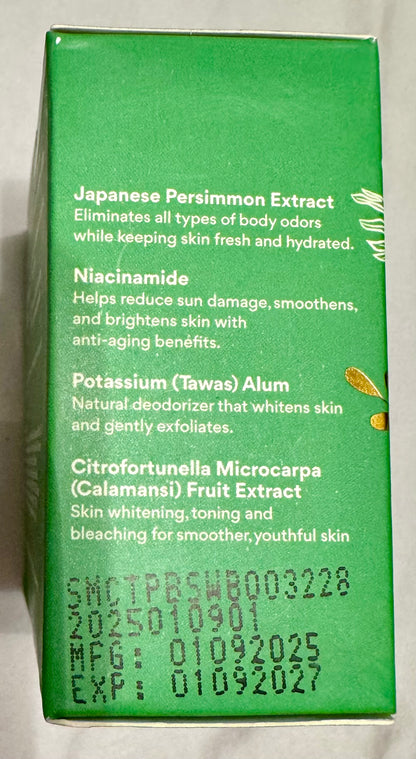 Japanese Persimmon Extract
Eliminates all types of body odors
while keeping skin fresh and hydrated.
Niacinamide
Helps reduce sun damage, smoothens,
and brightens skin with
anti-aging benefits.
Potassium (Tawas) Alum
Natural deodorizer that whitens skin
and gently exfoliates.
Citrofortunella Microcarpa
(Calamansi) Fruit Extract
Skin whitening, toning and
bleaching for smoother, youthful skin
SMCTPBSWB003228
2025010901
MFG: 01092025
EXP: 01092027